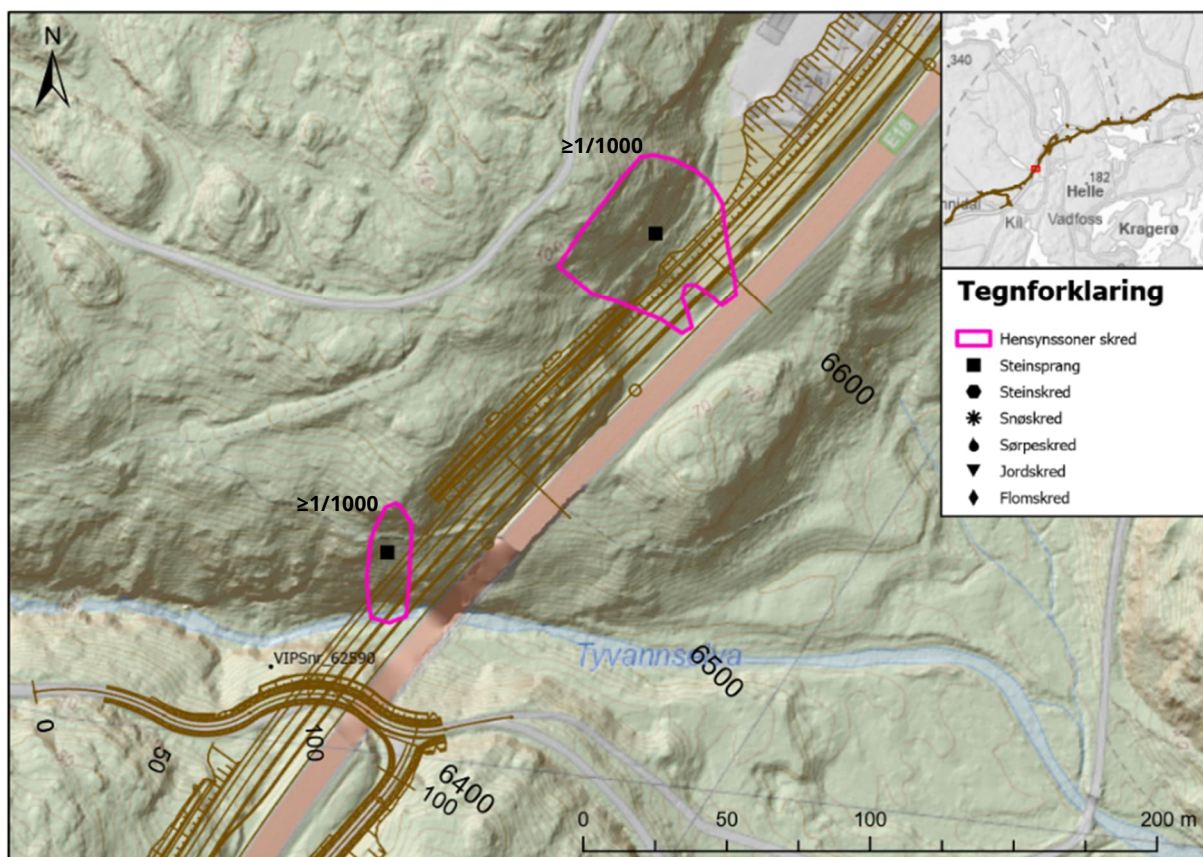 N
≥1/1000
E18
340
182
Helle
Kil
Vadfoss
Kragerø
Tegnforklaring
Hensynssoner skred
Steinsprang
Steinskred
Snøskred
Sørpeskred
Jordskred
Flomskred
6600
70
≥1/1000
VIPSnr_62590
Tyvannselva
6500
0
50
100
6400
100
0 50 100 200 m